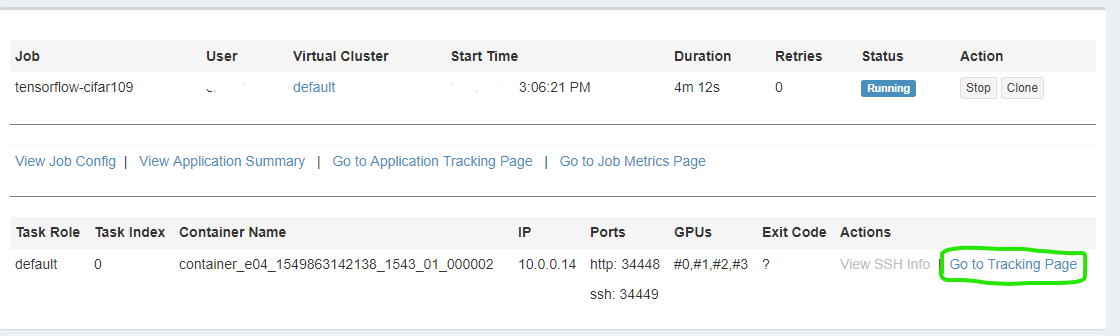 Job User Virtual Cluster Start Time Duration Retries Status Action
tensorflow-cifar109 default 3:06:21 PM 4m 12s 0 Running Stop Clone
View Job Config | View Application Summary | Go to Application Tracking Page | Go to Job Metrics Page
Task Role Task Index Container Name IP Ports GPUs Exit Code Actions
default 0 container_e04_1549863142138_1543_01_000002 10.0.0.14 http: 34448 #0,#1,#2,#3 ? View SSH Info | Go to Tracking Page
ssh: 34449